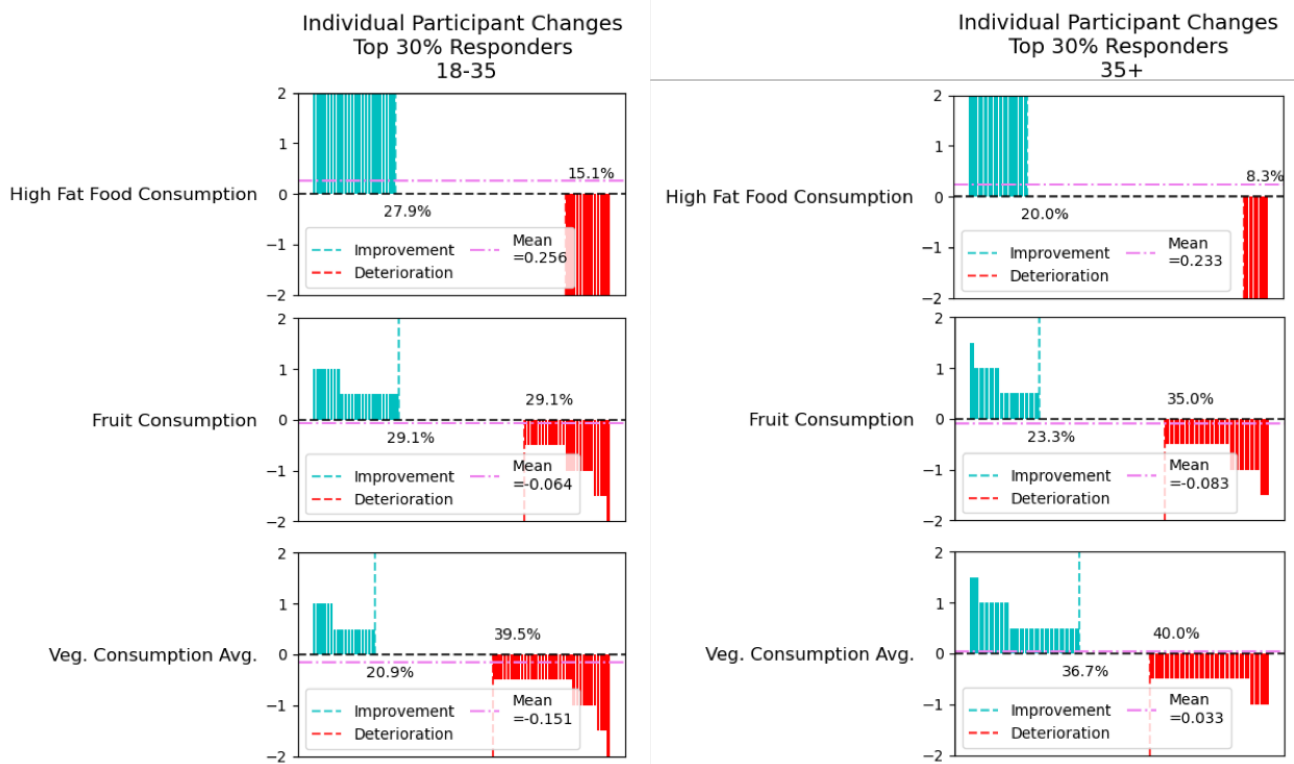 Individual Participant Changes
Top 30% Responders
18-35
High Fat Food Consumption
2
1
0
−1
−2
15.1%
27.9%
Improvement
Deterioration
Mean
=0.256
Fruit Consumption
2
1
0
−1
−2
29.1%
29.1%
Improvement
Deterioration
Mean
=-0.064
Veg. Consumption Avg.
2
1
0
−1
−2
39.5%
20.9%
Improvement
Deterioration
Mean
=-0.151
Individual Participant Changes
Top 30% Responders
35+
High Fat Food Consumption
2
1
0
−1
−2
8.3%
20.0%
Improvement
Deterioration
Mean
=0.233
Fruit Consumption
2
1
0
−1
−2
35.0%
23.3%
Improvement
Deterioration
Mean
=-0.083
Veg. Consumption Avg.
2
1
0
−1
−2
40.0%
36.7%
Improvement
Deterioration
Mean
=0.033